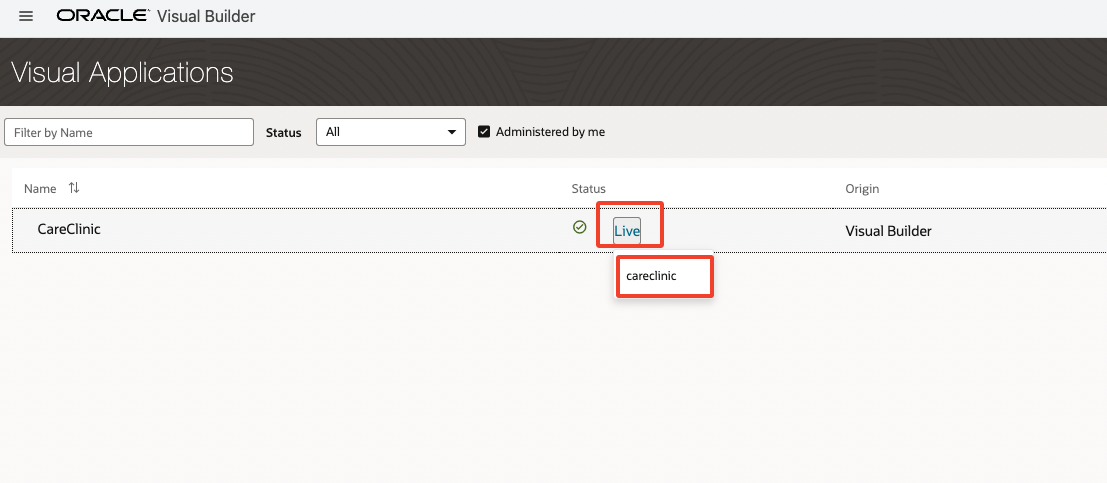 ORACLE Visual Builder
Visual Applications
Filter by Name Status All Administered by me
Name Status Origin
CareClinic Live Visual Builder
careclinic